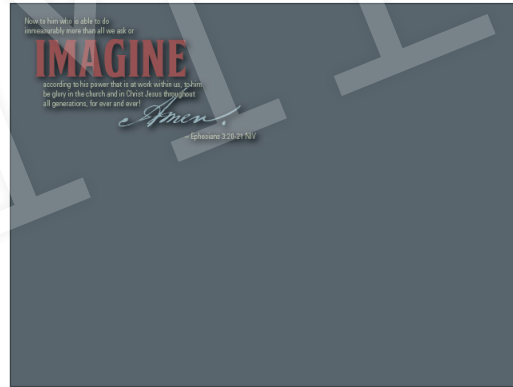 Now to him who is able to do
immeasurably more than all we ask or
IMAGINE
according to his power that is at work within us, to him
be glory in the church and in Christ Jesus throughout
all generations, for ever and ever!
Amen.
– Ephesians 3:20-21 NIV